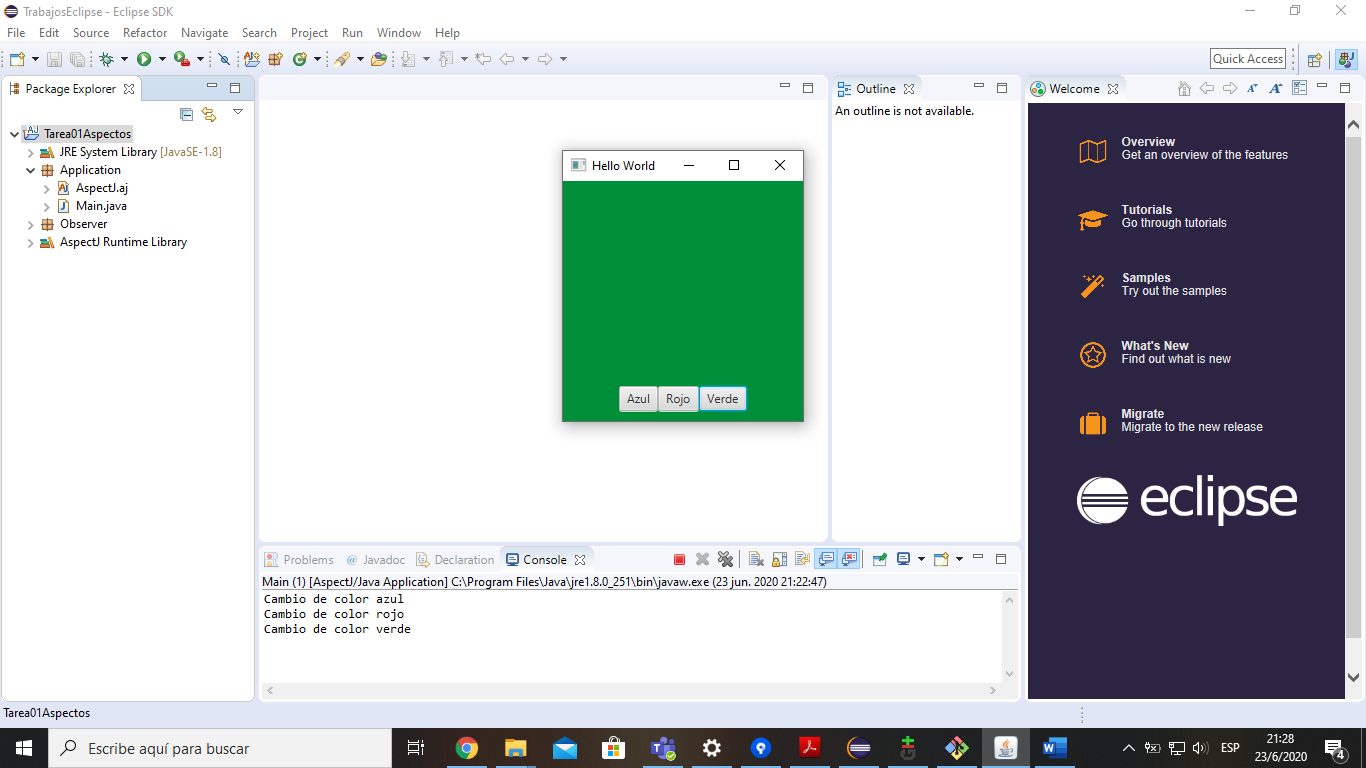 TrabajosEclipse - Eclipse SDK
File Edit Source Refactor Navigate Search Project Run Window Help
Quick Access
Package Explorer
Tarea01Aspectos
JRE System Library [JavaSE-1.8]
Application
AspectJ.aj
Main.java
Observer
AspectJ Runtime Library
Hello World
Azul Rojo Verde
Outline
An outline is not available.
Welcome
Overview
Get an overview of the features
Tutorials
Go through tutorials
Samples
Try out the samples
What's New
Find out what is new
Migrate
Migrate to the new release
eclipse
Problems @ Javadoc Declaration Console
Main (1) [AspectJ/Java Application] C:\Program Files\Java\jre1.8.0_251\bin\javaw.exe (23 jun. 2020 21:22:47)
Cambio de color azul
Cambio de color rojo
Cambio de color verde
Tarea01Aspectos
Escribe aquí para buscar
ESP
21:28
23/6/2020
4